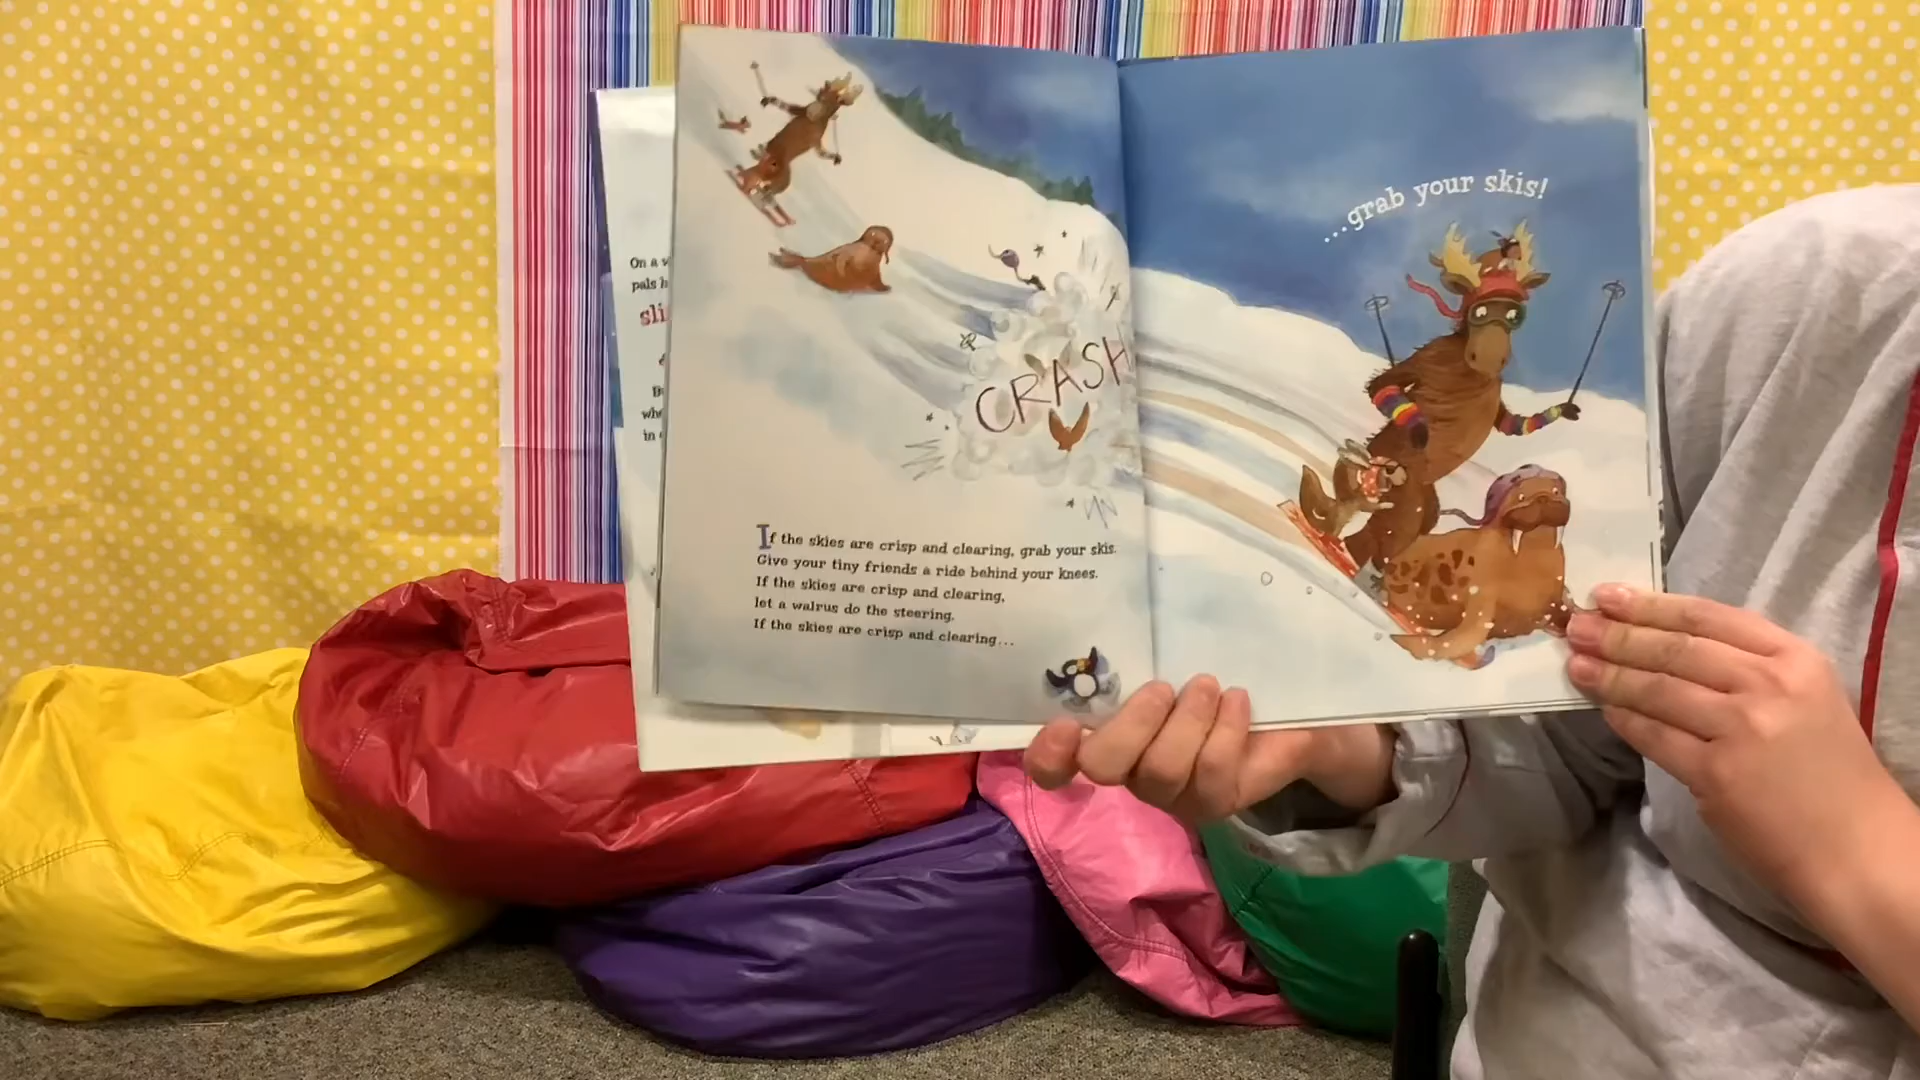 On a
pals
CRASH
If the skies are crisp and clearing, grab your skis.
Give your tiny friends a ride behind your knees.
If the skies are crisp and clearing,
let a walrus do the steering.
If the skies are crisp and clearing...
...grab your skis!